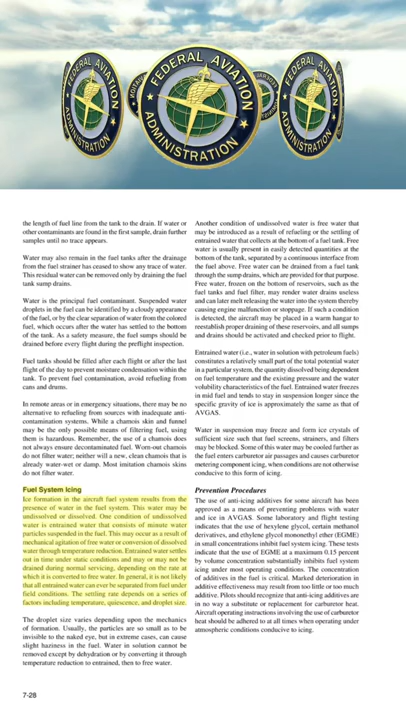 FEDERAL AVIATION
ADMINISTRATION
FEDERAL AVIATION
ADMINISTRATION
FEDERAL AVIATION
ADMINISTRATION
the length of fuel line from the tank to the drain. If water or
other contaminants are found in the first sample, drain further
samples until no trace appears.
Water may also remain in the fuel tanks after the drainage
from the fuel strainer has ceased to show any trace of water.
This residual water can be removed only by draining the fuel
tank sump drains.
Water is the principal fuel contaminant. Suspended water
droplets in the fuel can be identified by a cloudy appearance
of the fuel, or by the clear separation of water from the colored
fuel, which occurs after the water has settled to the bottom
of the tank. As a safety measure, the fuel sumps should be
drained before every flight during the preflight inspection.
Fuel tanks should be filled after each flight or after the last
flight of the day to prevent moisture condensation within the
tank. To prevent fuel contamination, avoid refueling from
cans and drums.
In remote areas or in emergency situations, there may be no
alternative to refueling from sources with inadequate anti-
contamination systems. While a chamois skin and funnel
may be the only possible means of filtering fuel, using
them is hazardous. Remember, the use of a chamois does
not always ensure decontaminated fuel. Worn-out chamois
do not filter water; neither will a new, clean chamois that is
already water-wet or damp. Most imitation chamois skins
do not filter water.
Fuel System Icing
Ice formation in the aircraft fuel system results from the
presence of water in the fuel system. This water may be
undissolved or dissolved. One condition of undissolved
water is entrained water that consists of minute water
particles suspended in the fuel. This may occur as a result of
mechanical agitation of free water or conversion of dissolved
water through temperature reduction. Entrained water settles
out in time under static conditions and may or may not be
drained during normal servicing, depending on the rate at
which it is converted to free water. In general, it is not likely
that all entrained water can ever be separated from fuel under
field conditions. The settling rate depends on a series of
factors including temperature, quiescence, and droplet size.
The droplet size varies depending upon the mechanics
of formation. Usually, the particles are so small as to be
invisible to the naked eye, but in extreme cases, can cause
slight haziness in the fuel. Water in solution cannot be
removed except by dehydration or by converting it through
temperature reduction to entrained, then to free water.
Another condition of undissolved water is free water that
may be introduced as a result of refueling or the settling of
entrained water that collects at the bottom of a fuel tank. Free
water is usually present in easily detected quantities at the
bottom of the tank, separated by a continuous interface from
the fuel above. Free water can be drained from a fuel tank
through the sump drains, which are provided for that purpose.
Free water, frozen on the bottom of reservoirs, such as the
fuel tanks and fuel filter, may render water drains useless
and can later melt releasing the water into the system thereby
causing engine malfunction or stoppage. If such a condition
is detected, the aircraft may be placed in a warm hangar to
reestablish proper draining of these reservoirs, and all sumps
and drains should be activated and checked prior to flight.
Entrained water (i.e., water in solution with petroleum fuels)
constitutes a relatively small part of the total potential water
in a particular system, the quantity dissolved being dependent
on fuel temperature and the existing pressure and the water
volubility characteristics of the fuel. Entrained water freezes
in mid fuel and tends to stay in suspension longer since the
specific gravity of ice is approximately the same as that of
AVGAS.
Water in suspension may freeze and form ice crystals of
sufficient size such that fuel screens, strainers, and filters
may be blocked. Some of this water may be cooled further as
the fuel enters carburetor air passages and causes carburetor
metering component icing, when conditions are not otherwise
conducive to this form of icing.
Prevention Procedures
The use of anti-icing additives for some aircraft has been
approved as a means of preventing problems with water
and ice in AVGAS. Some laboratory and flight testing
indicates that the use of hexylene glycol, certain methanol
derivatives, and ethylene glycol mononethyl ether (EGME)
in small concentrations inhibit fuel system icing. These tests
indicate that the use of EGME at a maximum 0.15 percent
by volume concentration substantially inhibits fuel system
icing under most operating conditions. The concentration
of additives in the fuel is critical. Marked deterioration in
additive effectiveness may result from too little or too much
additive. Pilots should recognize that anti-icing additives are
in no way a substitute or replacement for carburetor heat.
Aircraft operating instructions involving the use of carburetor
heat should be adhered to at all times when operating under
atmospheric conditions conducive to icing.
7-28